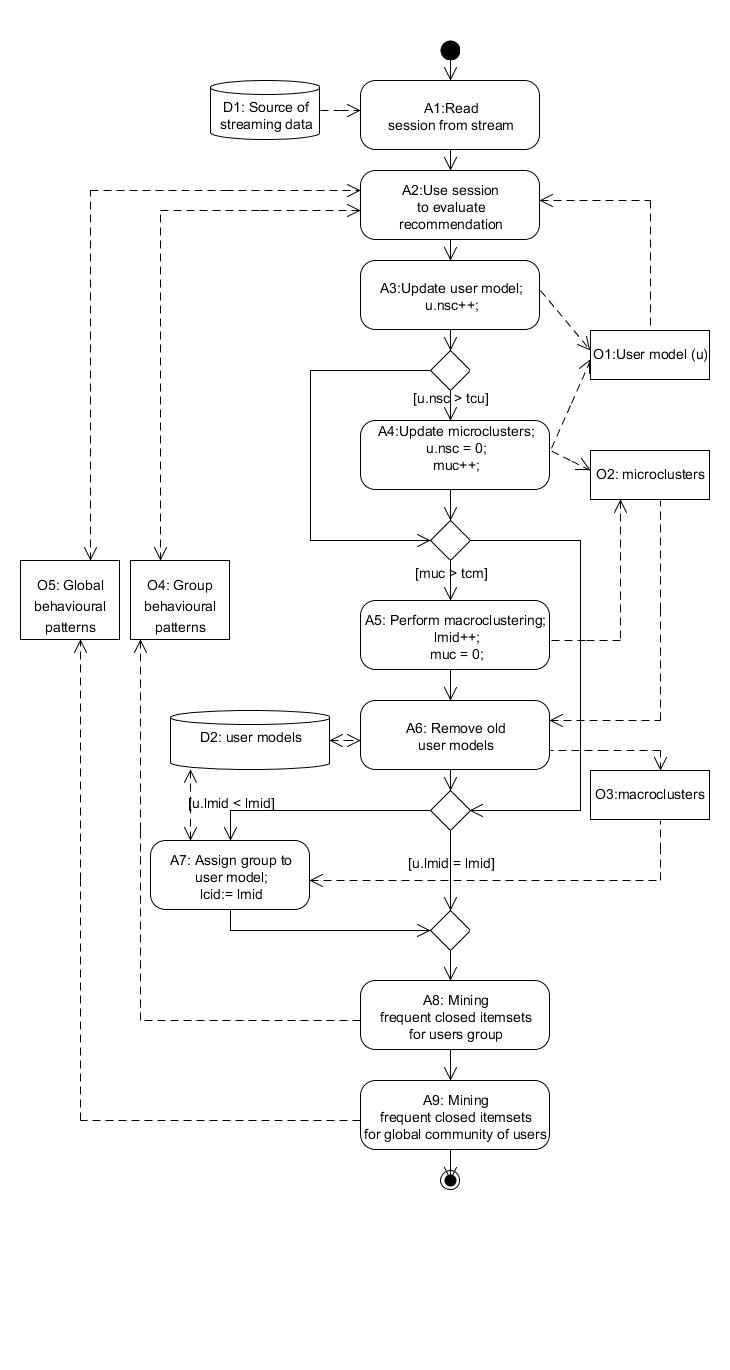 D1: Source of
streaming data
A1:Read
session from stream
A2:Use session
to evaluate
recommendation
A3:Update user model;
u.nsc++;
O1:User model (u)
[u.nsc > tcu]
A4:Update microclusters;
u.nsc = 0;
muc++;
O2: microclusters
[muc > tcm]
O5: Global
behavioural
patterns
O4: Group
behavioural
patterns
A5: Perform macroclustering;
lmid++;
muc = 0;
D2: user models
A6: Remove old
user models
O3:macroclusters
[u.lmid < lmid]
A7: Assign group to
user model;
lcid:= lmid
[u.lmid = lmid]
A8: Mining
frequent closed itemsets
for users group
A9: Mining
frequent closed itemsets
for global community of users